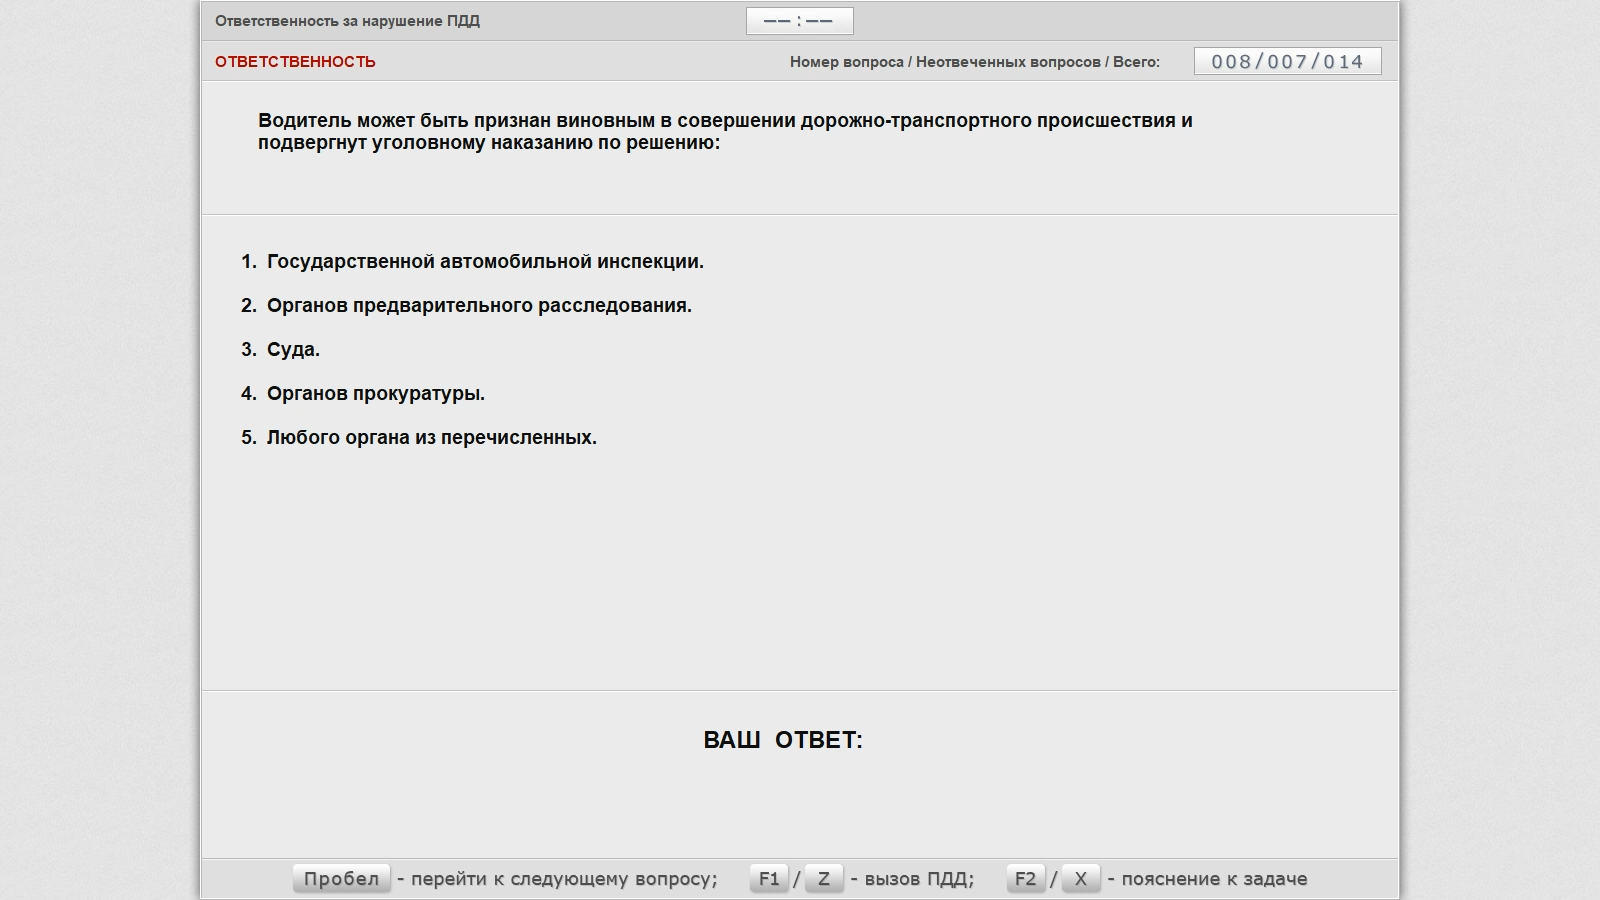 Ответственность за нарушение ПДД
——:——
ОТВЕТСТВЕННОСТЬ
Номер вопроса / Неотвеченных вопросов / Всего:
008/007/014
Водитель может быть признан виновным в совершении дорожно-транспортного происшествия и
подвергнут уголовному наказанию по решению:
1. Государственной автомобильной инспекции.
2. Органов предварительного расследования.
3. Суда.
4. Органов прокуратуры.
5. Любого органа из перечисленных.
ВАШ ОТВЕТ:
Пробел - перейти к следующему вопросу; F1 / Z - вызов ПДД; F2 / X - пояснение к задаче